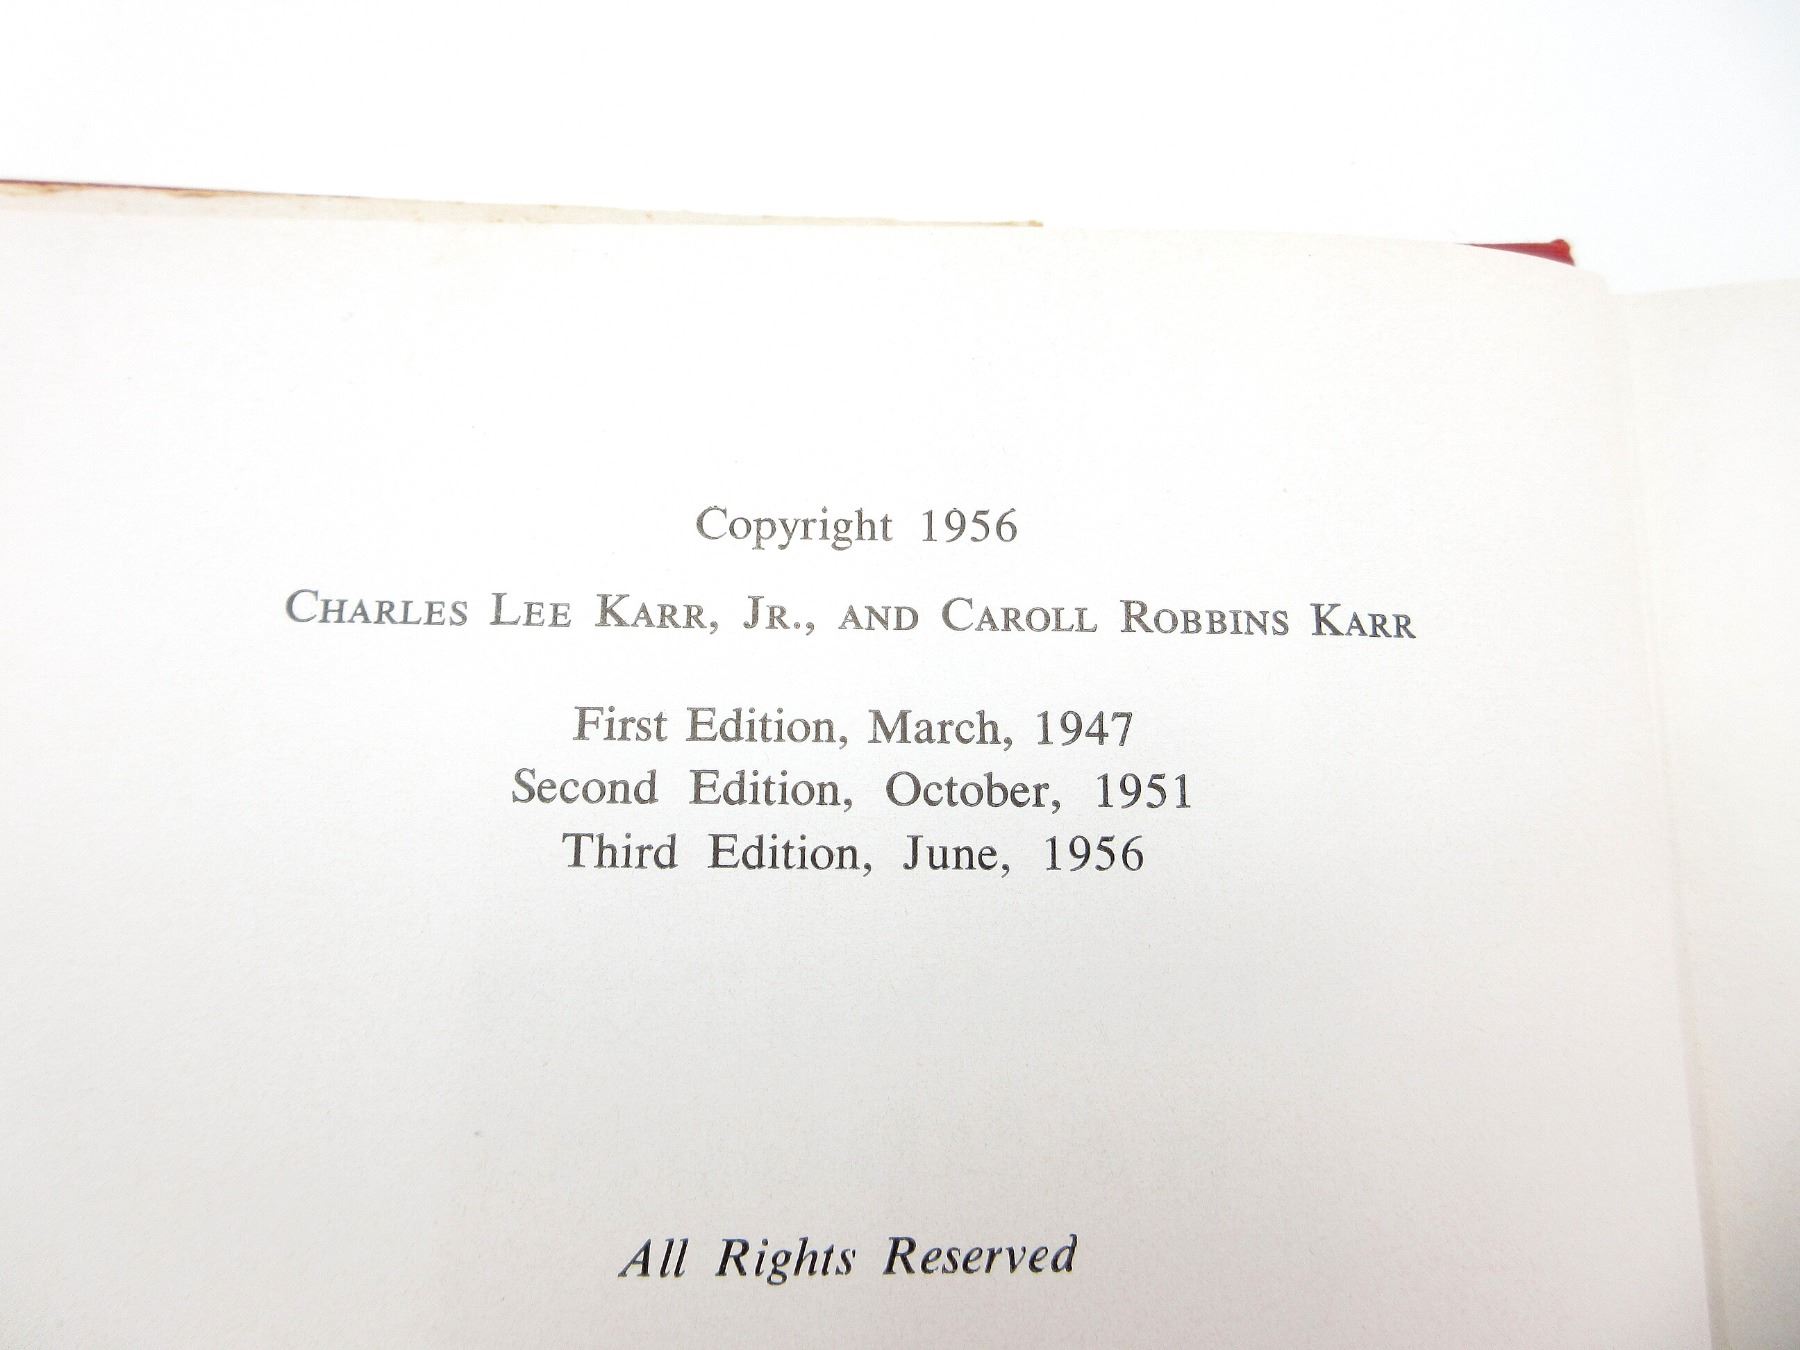 Copyright 1956
CHARLES LEE KARR, JR., AND CAROLL ROBBINS KARR
First Edition, March, 1947
Second Edition, October, 1951
Third Edition, June, 1956
All Rights Reserved